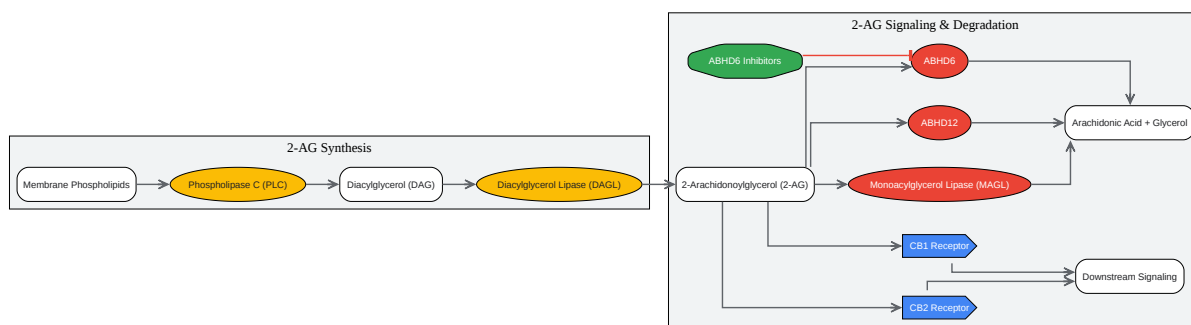 2-AG Synthesis
Membrane Phospholipids
Phospholipase C (PLC)
Diacylglycerol (DAG)
Diacylglycerol Lipase (DAGL)
2-AG Signaling & Degradation
ABHD6 Inhibitors
ABHD6
ABHD12
Arachidonic Acid + Glycerol
2-Arachidonoylglycerol (2-AG)
Monoacylglycerol Lipase (MAGL)
CB1 Receptor
Downstream Signaling
CB2 Receptor